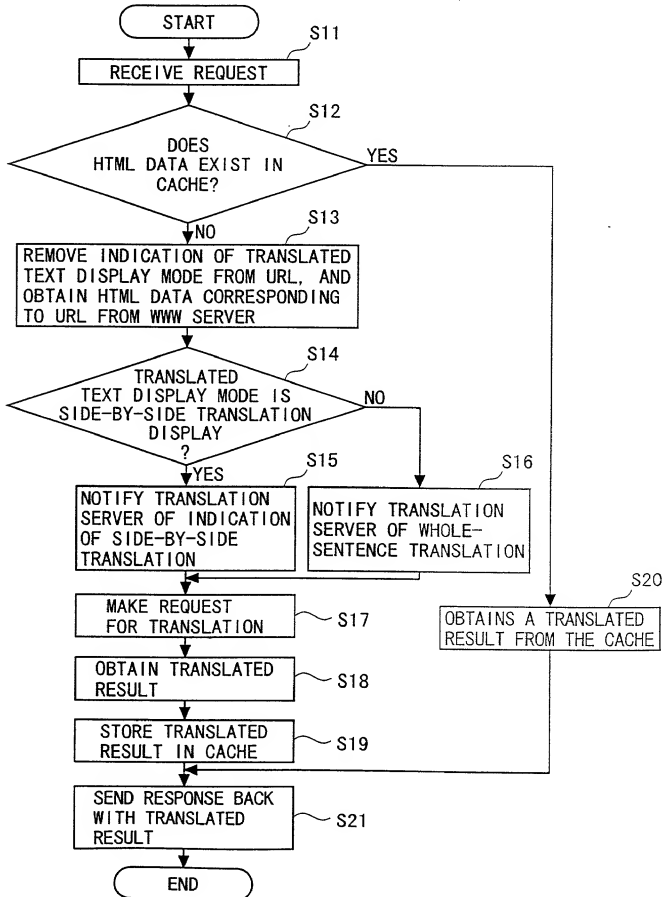 START
S11
RECEIVE REQUEST
S12
DOES
HTML DATA EXIST IN
CACHE?
YES
NO
S13
REMOVE INDICATION OF TRANSLATED
TEXT DISPLAY MODE FROM URL, AND
OBTAIN HTML DATA CORRESPONDING
TO URL FROM WWW SERVER
S14
TRANSLATED
TEXT DISPLAY MODE IS
SIDE-BY-SIDE TRANSLATION
DISPLAY
?
NO
YES
S15
NOTIFY TRANSLATION
SERVER OF INDICATION
OF SIDE-BY-SIDE
TRANSLATION
S16
NOTIFY TRANSLATION
SERVER OF WHOLE-
SENTENCE TRANSLATION
S17
MAKE REQUEST
FOR TRANSLATION
S20
OBTAINS A TRANSLATED
RESULT FROM THE CACHE
OBTAIN TRANSLATED
RESULT
S18
STORE TRANSLATED
RESULT IN CACHE
S19
SEND RESPONSE BACK
WITH TRANSLATED
RESULT
S21
END